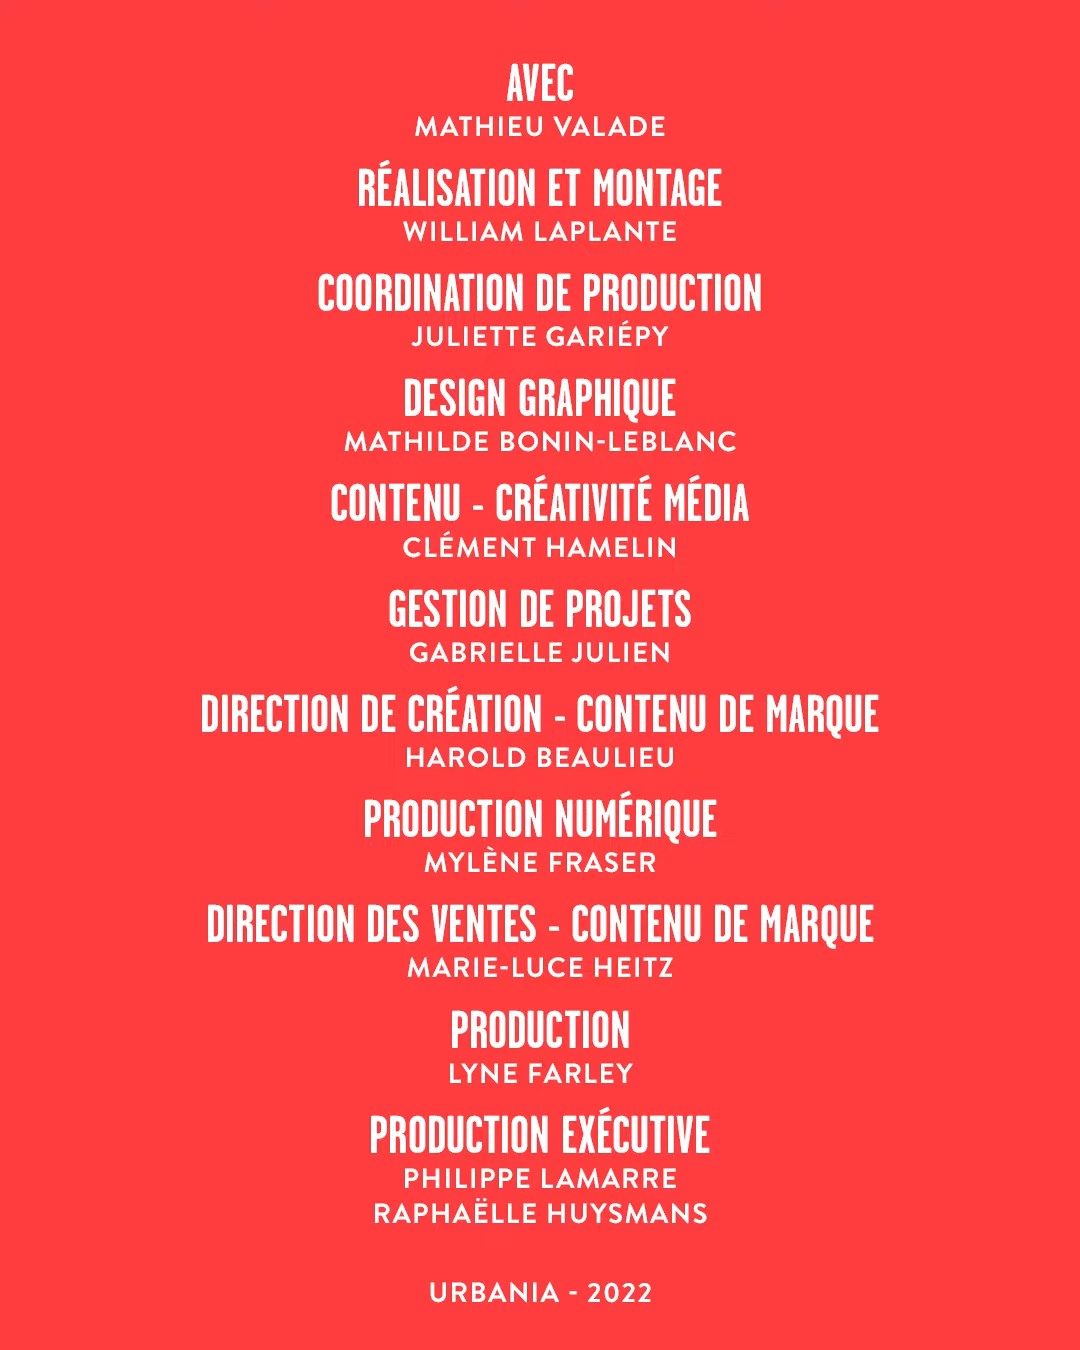 AVEC
MATHIEU VALADE
RÉALISATION ET MONTAGE
WILLIAM LAPLANTE
COORDINATION DE PRODUCTION
JULIETTE GARIÉPY
DESIGN GRAPHIQUE
MATHILDE BONIN-LEBLANC
CONTENU - CRÉATIVITÉ MÉDIA
CLÉMENT HAMELIN
GESTION DE PROJETS
GABRIELLE JULIEN
DIRECTION DE CRÉATION - CONTENU DE MARQUE
HAROLD BEAULIEU
PRODUCTION NUMÉRIQUE
MYLÈNE FRASER
DIRECTION DES VENTES - CONTENU DE MARQUE
MARIE-LUCE HEITZ
PRODUCTION
LYNE FARLEY
PRODUCTION EXÉCUTIVE
PHILIPPE LAMARRE
RAPHAËLLE HUYSMANS
URBANIA - 2022